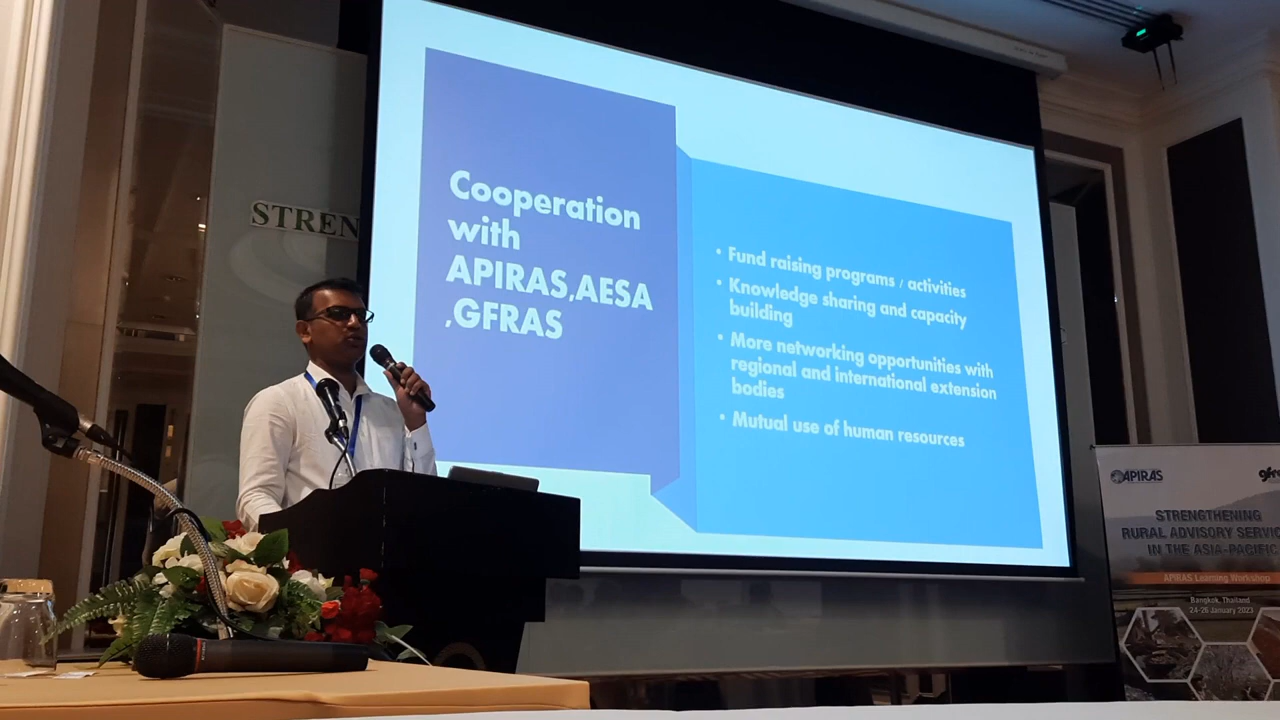 STREN
Cooperation
with
APIRAS,AESA
,GFRAS
• Fund raising programs / activities
• Knowledge sharing and capacity
building
• More networking opportunities with
regional and international extension
bodies
• Mutual use of human resources
APIRAS
gfra
STRENGTHENING
RURAL ADVISORY SERVIC
IN THE ASIA-PACIFIC
APIRAS Learning Workshop
Bangkok, Thailand
24-26 January 2023